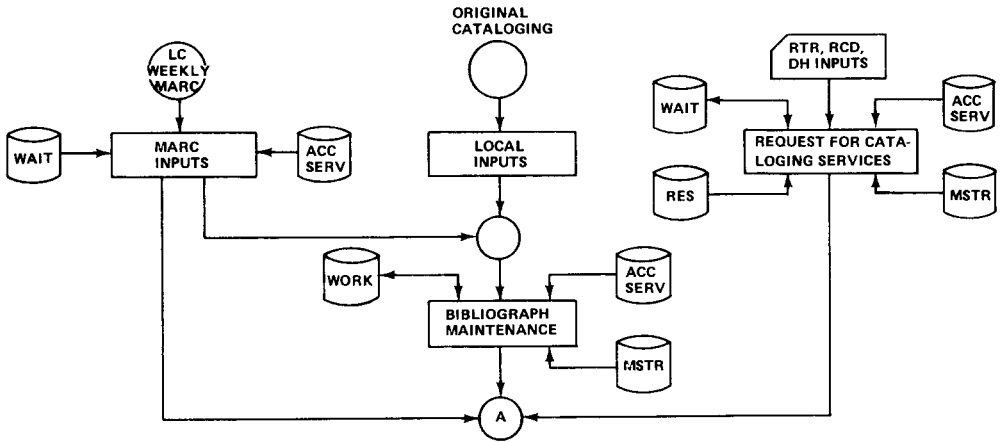 ORIGINAL
CATALOGING
LC
WEEKLY
MARC
RTR, RCD,
DH INPUTS
WAIT
MARC
INPUTS
ACC
SERV
LOCAL
INPUTS
WAIT
REQUEST FOR CATA-
LOGING SERVICES
ACC
SERV
RES
MSTR
WORK
ACC
SERV
BIBLIOGRAPH
MAINTENANCE
MSTR
A